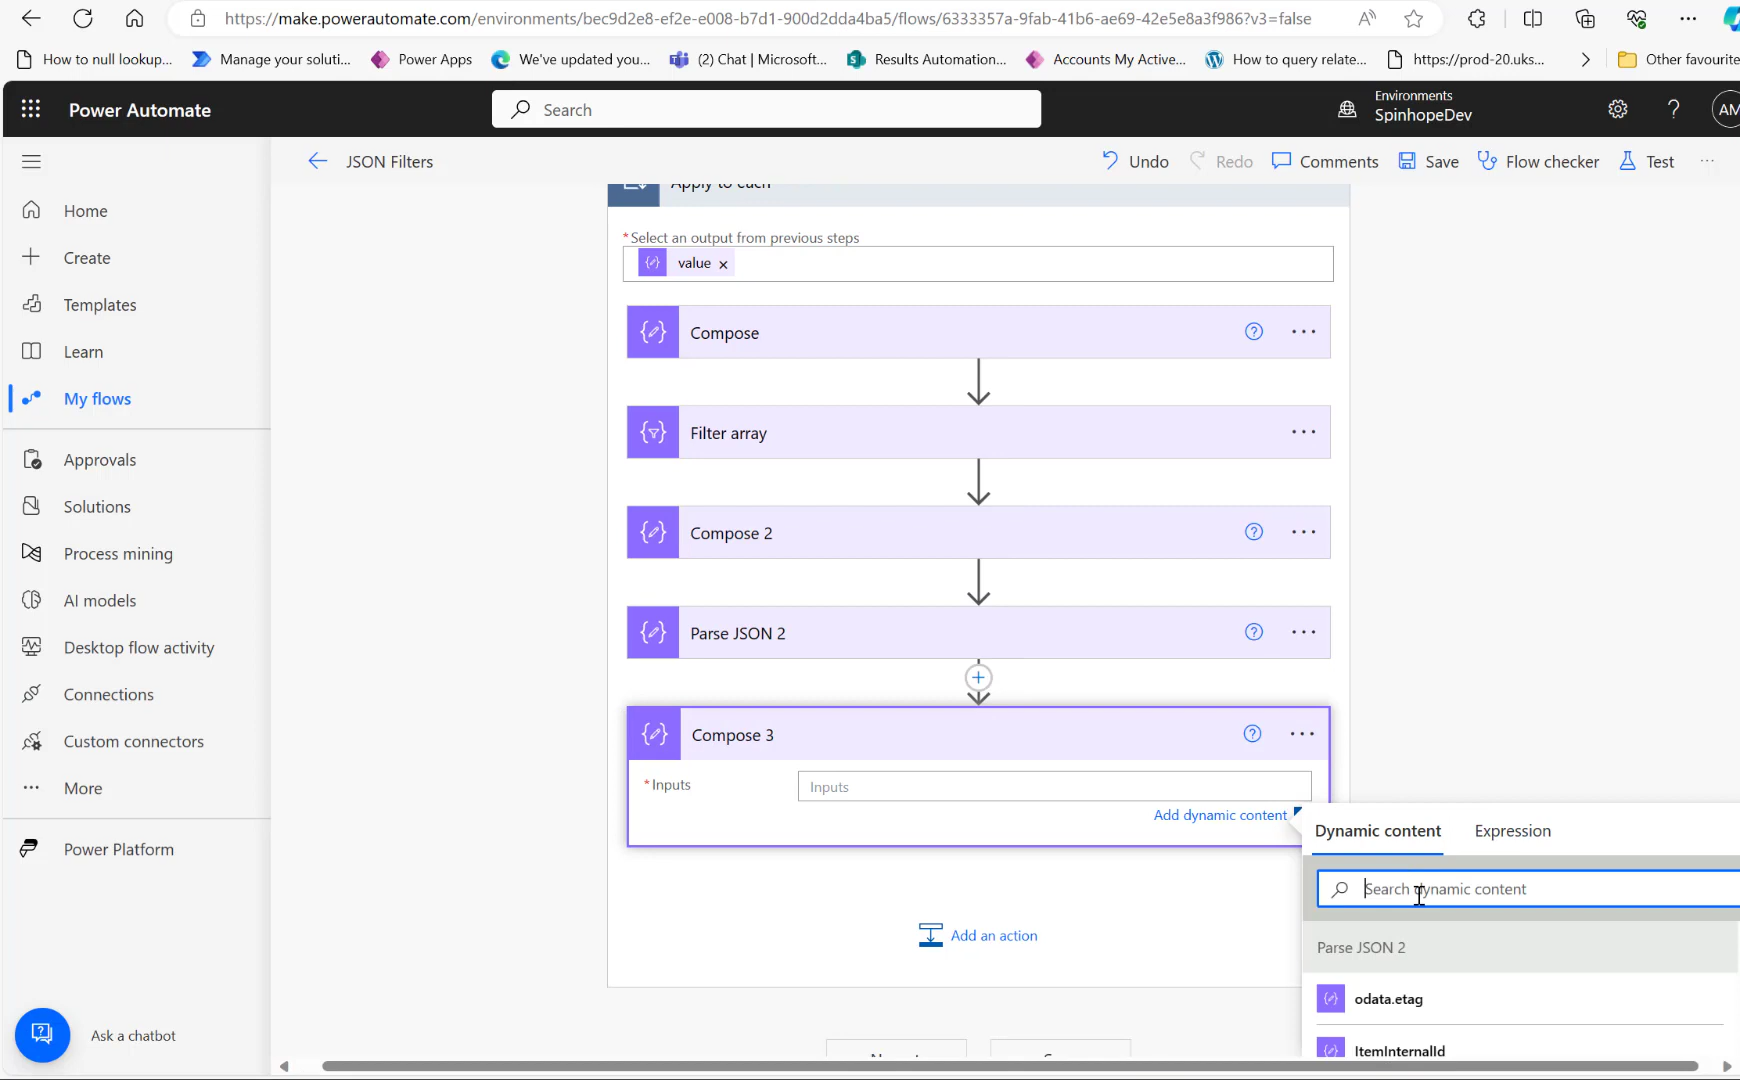 https://make.powerautomate.com/environments/bec9d2e8-ef2e-e008-b7d1-900d2dda4ba5/flows/6333357a-9fab-41b6-ae69-42e5e8a3f986?v3=false
How to null lookup...
Manage your soluti...
Power Apps
We've updated you...
(2) Chat | Microsoft...
Results Automation...
Accounts My Active...
How to query relate...
https://prod-20.uks...
Other favourite
Power Automate
Search
Environments
SpinhopeDev
AM
JSON Filters
Undo
Redo
Comments
Save
Flow checker
Test
Home
Create
Templates
Learn
My flows
Approvals
Solutions
Process mining
AI models
Desktop flow activity
Connections
Custom connectors
More
Power Platform
Ask a chatbot
Apply to each
*Select an output from previous steps
value
Compose
Filter array
Compose 2
Parse JSON 2
Compose 3
*Inputs
Inputs
Add dynamic content
Add an action
Dynamic content
Expression
Search dynamic content
Parse JSON 2
odata.etag
ItemInternalId